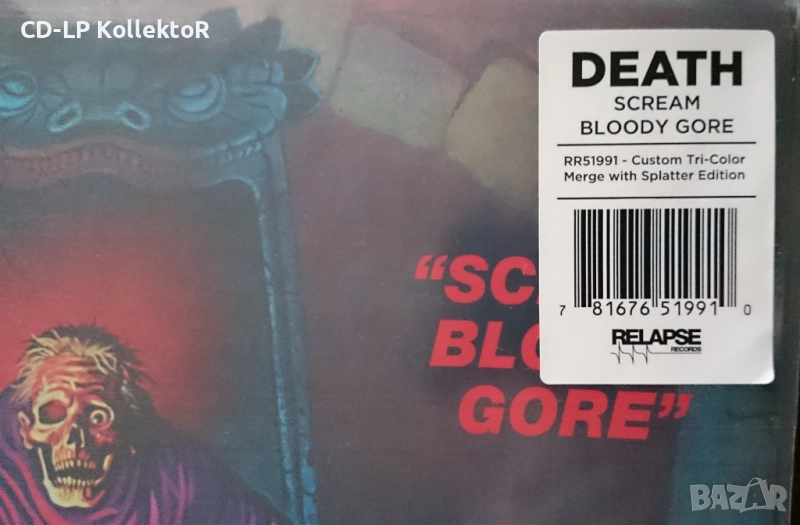 CD-LP KollektoR
DEATH
SCREAM
BLOODY GORE
RR51991 - Custom Tri-Color
Merge with Splatter Edition
7 81676 51991 0
RELAPSE
RECORDS
"SC
BLO
GORE"
BAZAR